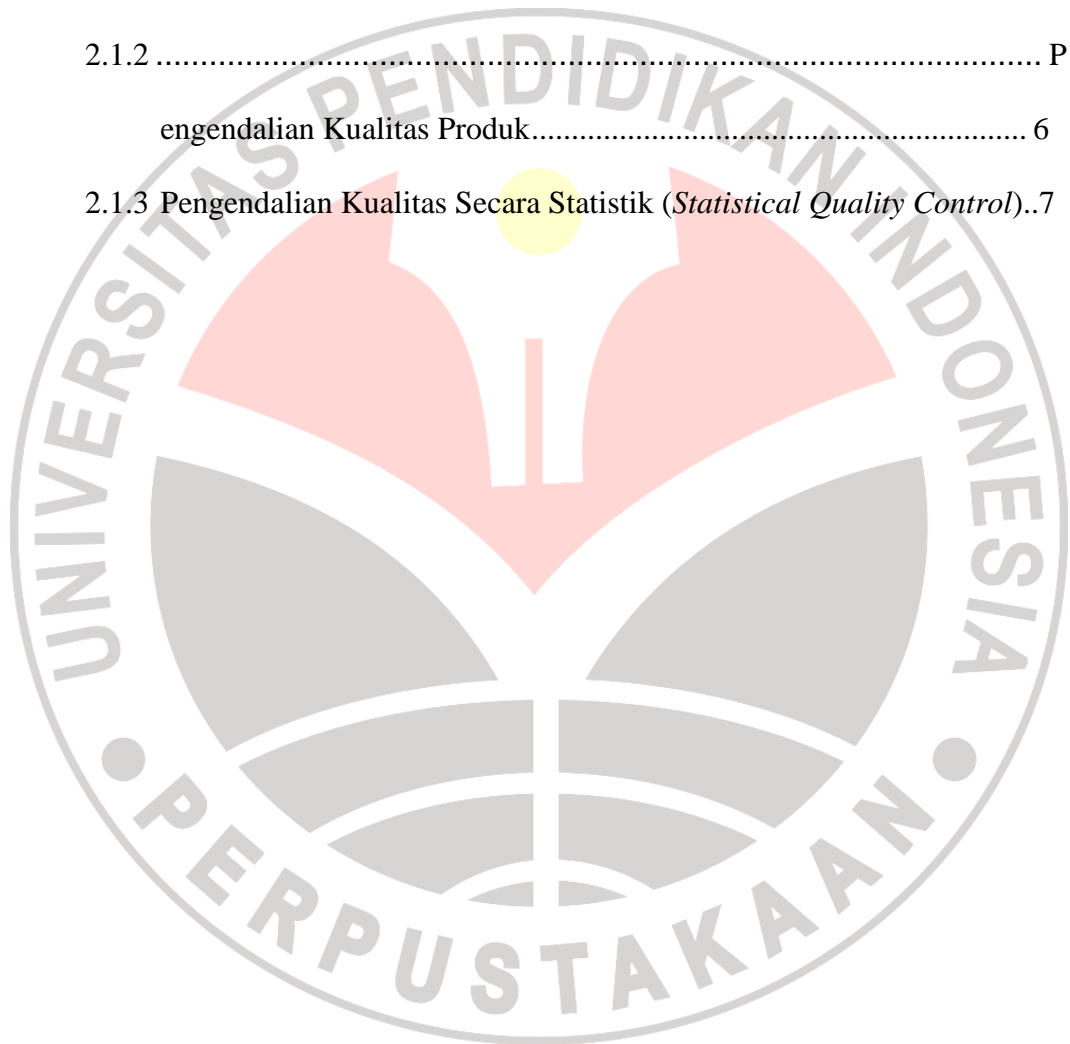 2.1.2 ....................................................................................................... P
engendalian Kualitas Produk........................................................ 6
2.1.3 Pengendalian Kualitas Secara Statistik (Statistical Quality Control)..7
UNIVERSITAS PENDIDIKAN INDONESIA
PERPUSTAKAAN